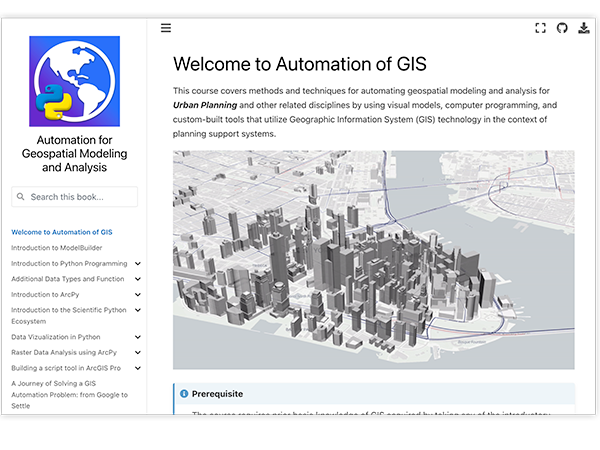 Automation for
Geospatial Modeling
and Analysis
Search this book...
Welcome to Automation of GIS
Introduction to ModelBuilder
Introduction to Python Programming
Additional Data Types and Function
Introduction to ArcPy
Introduction to the Scientific Python
Ecosystem
Data Vizualization in Python
Raster Data Analysis using ArcPy
Building a script tool in ArcGIS Pro
A Journey of Solving a GIS
Automation Problem: from Google to
Settle
Welcome to Automation of GIS
This course covers methods and techniques for automating geospatial modeling and analysis for
Urban Planning and other related disciplines by using visual models, computer programming, and
custom-built tools that utilize Geographic Information System (GIS) technology in the context of
planning support systems.
Prerequisite
The course requires prior basic knowledge of GIS acquired by taking any of the introductory